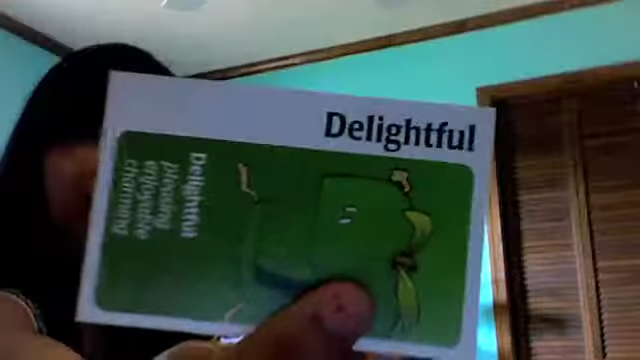 Delightful
Delightful
pleasing
enjoyable
charming